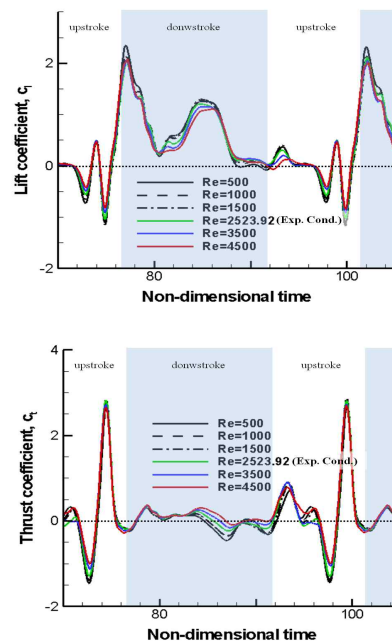 upstroke donwstroke upstroke
Lift coefficient, cl
2
0
-2
Re=500
Re=1000
Re=1500
Re=2523.92 (Exp. Cond.)
Re=3500
Re=4500
80 100
Non-dimensional time
upstroke donwstroke upstroke
Thrust coefficient, ct
4
2
0
-2
Re=500
Re=1000
Re=1500
Re=2523.92 (Exp. Cond.)
Re=3500
Re=4500
80 100
Non-dimensional time